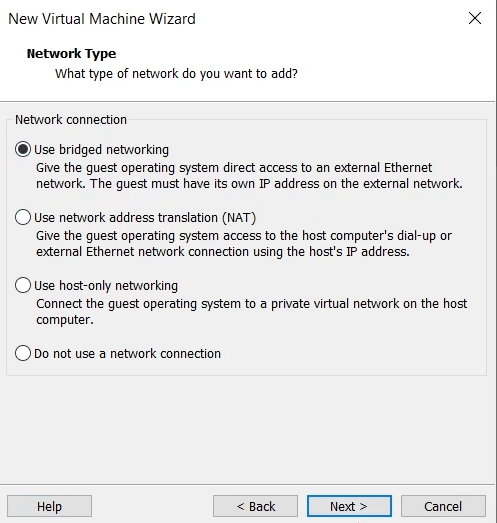 New Virtual Machine Wizard
Network Type
What type of network do you want to add?
Network connection
Use bridged networking
Give the guest operating system direct access to an external Ethernet
network. The guest must have its own IP address on the external network.
Use network address translation (NAT)
Give the guest operating system access to the host computer's dial-up or
external Ethernet network connection using the host's IP address.
Use host-only networking
Connect the guest operating system to a private virtual network on the host
computer.
Do not use a network connection
Help
< Back
Next >
Cancel